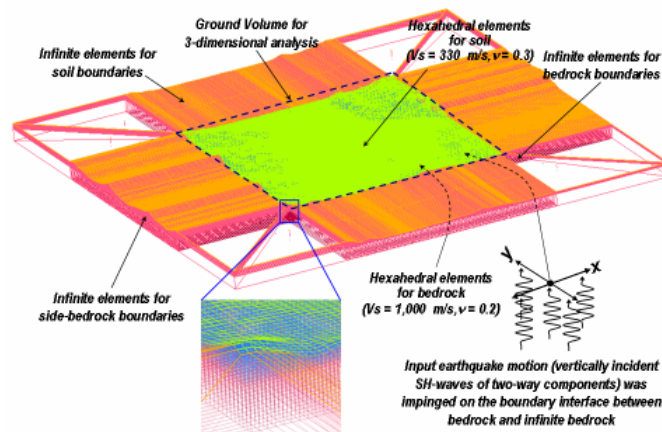 Ground Volume for
3-dimensional analysis
Hexahedral elements
for soil
(Vs = 330 m/s, ν = 0.3)
Infinite elements for
soil boundaries
Infinite elements for
bedrock boundaries
Infinite elements for
side-bedrock boundaries
Hexahedral elements
for bedrock
(Vs = 1,000 m/s, ν = 0.2)
Y
X
Input earthquake motion (vertically incident
SH-waves of two-way components) was
impinged on the boundary interface between
bedrock and infinite bedrock